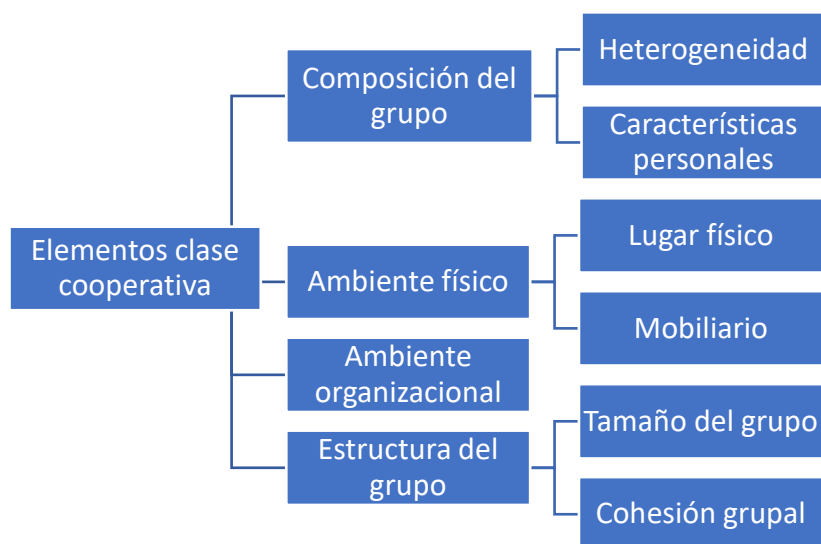 Elementos clase
cooperativa
Composición del
grupo
Heterogeneidad
Características
personales
Ambiente físico
Lugar físico
Mobiliario
Ambiente
organizacional
Estructura del
grupo
Tamaño del grupo
Cohesión grupal